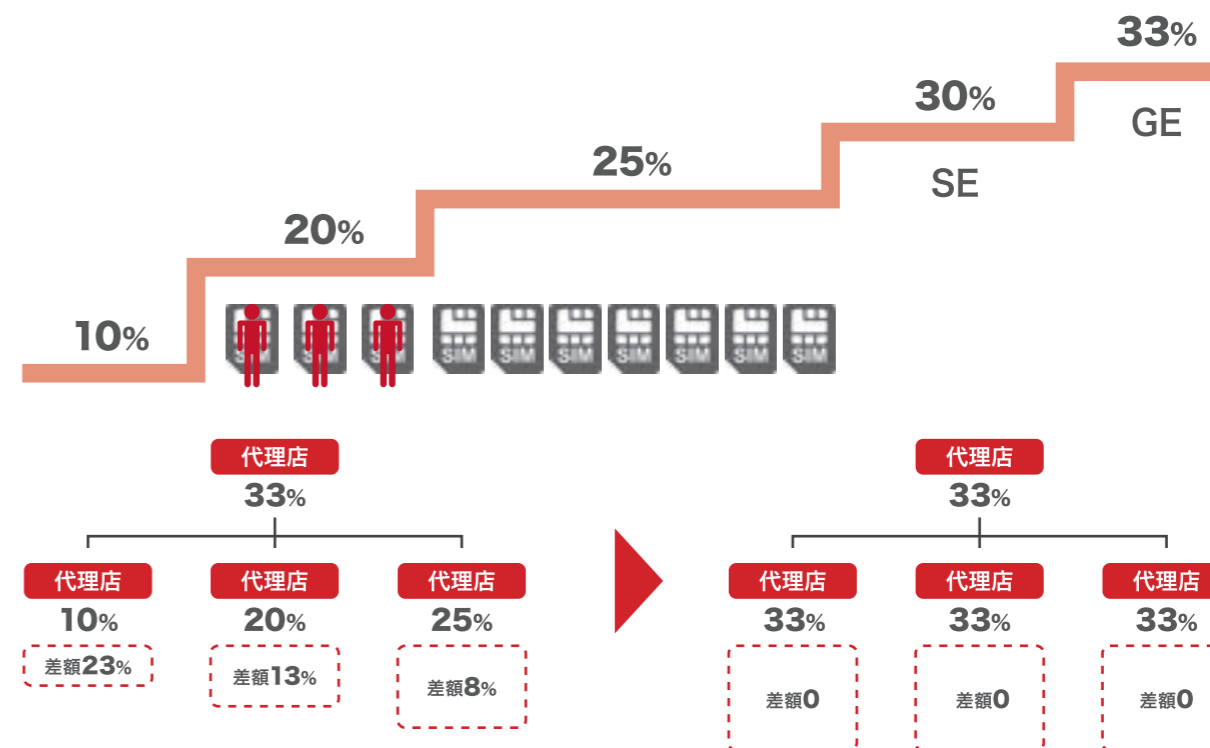 33%
30%
GE
25%
SE
20%
10%
SIM SIM SIM SIM SIM SIM SIM SIM SIM SIM
代理店 代理店
33% 33%
代理店 代理店 代理店 代理店 代理店 代理店
10% 20% 25% 33% 33% 33%
差額23% 差額13% 差額8% 差額0 差額0 差額0